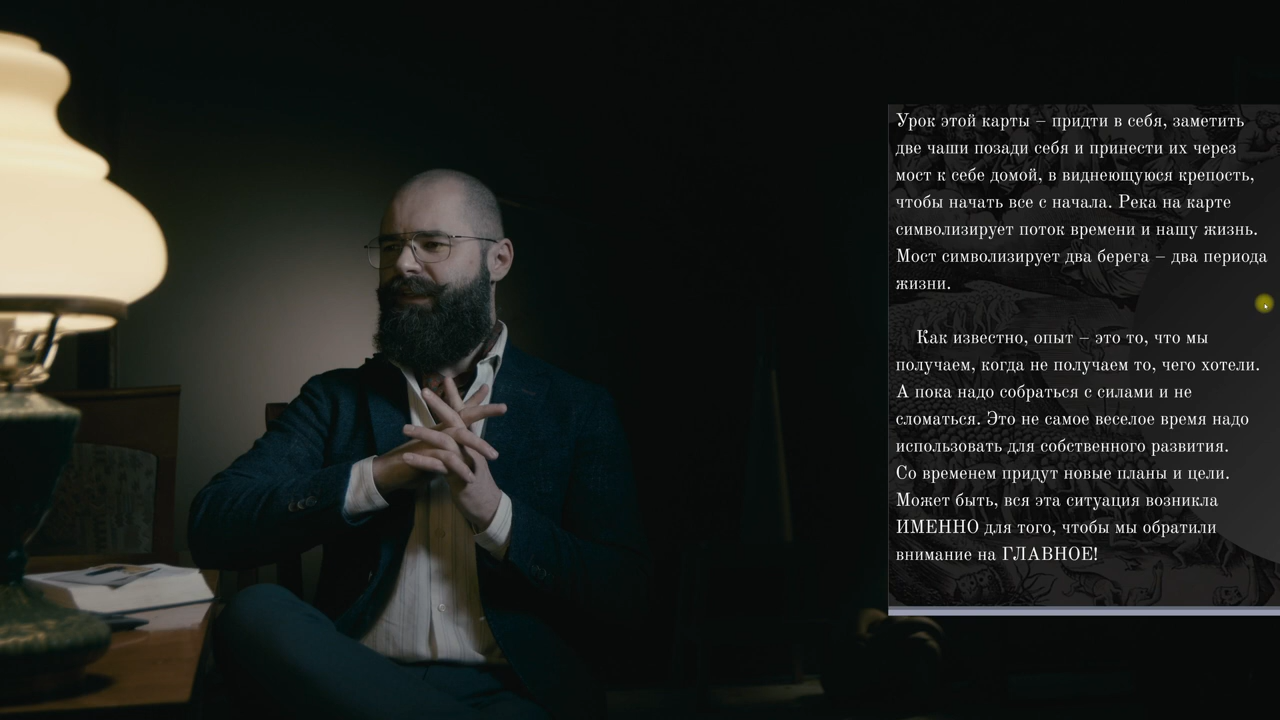 Урок этой карты – придти в себя, заметить
две чаши позади себя и принести их через
мост к себе домой, в виднеющуюся крепость,
чтобы начать все с начала. Река на карте
символизирует поток времени и нашу жизнь.
Мост символизирует два берега – два периода
жизни.
Как известно, опыт – это то, что мы
получаем, когда не получаем то, чего хотели.
А пока надо собраться с силами и не
сломаться. Это не самое веселое время надо
использовать для собственного развития.
Со временем придут новые планы и цели.
Может быть, вся эта ситуация возникла
ИМЕННО для того, чтобы мы обратили
внимание на ГЛАВНОЕ!